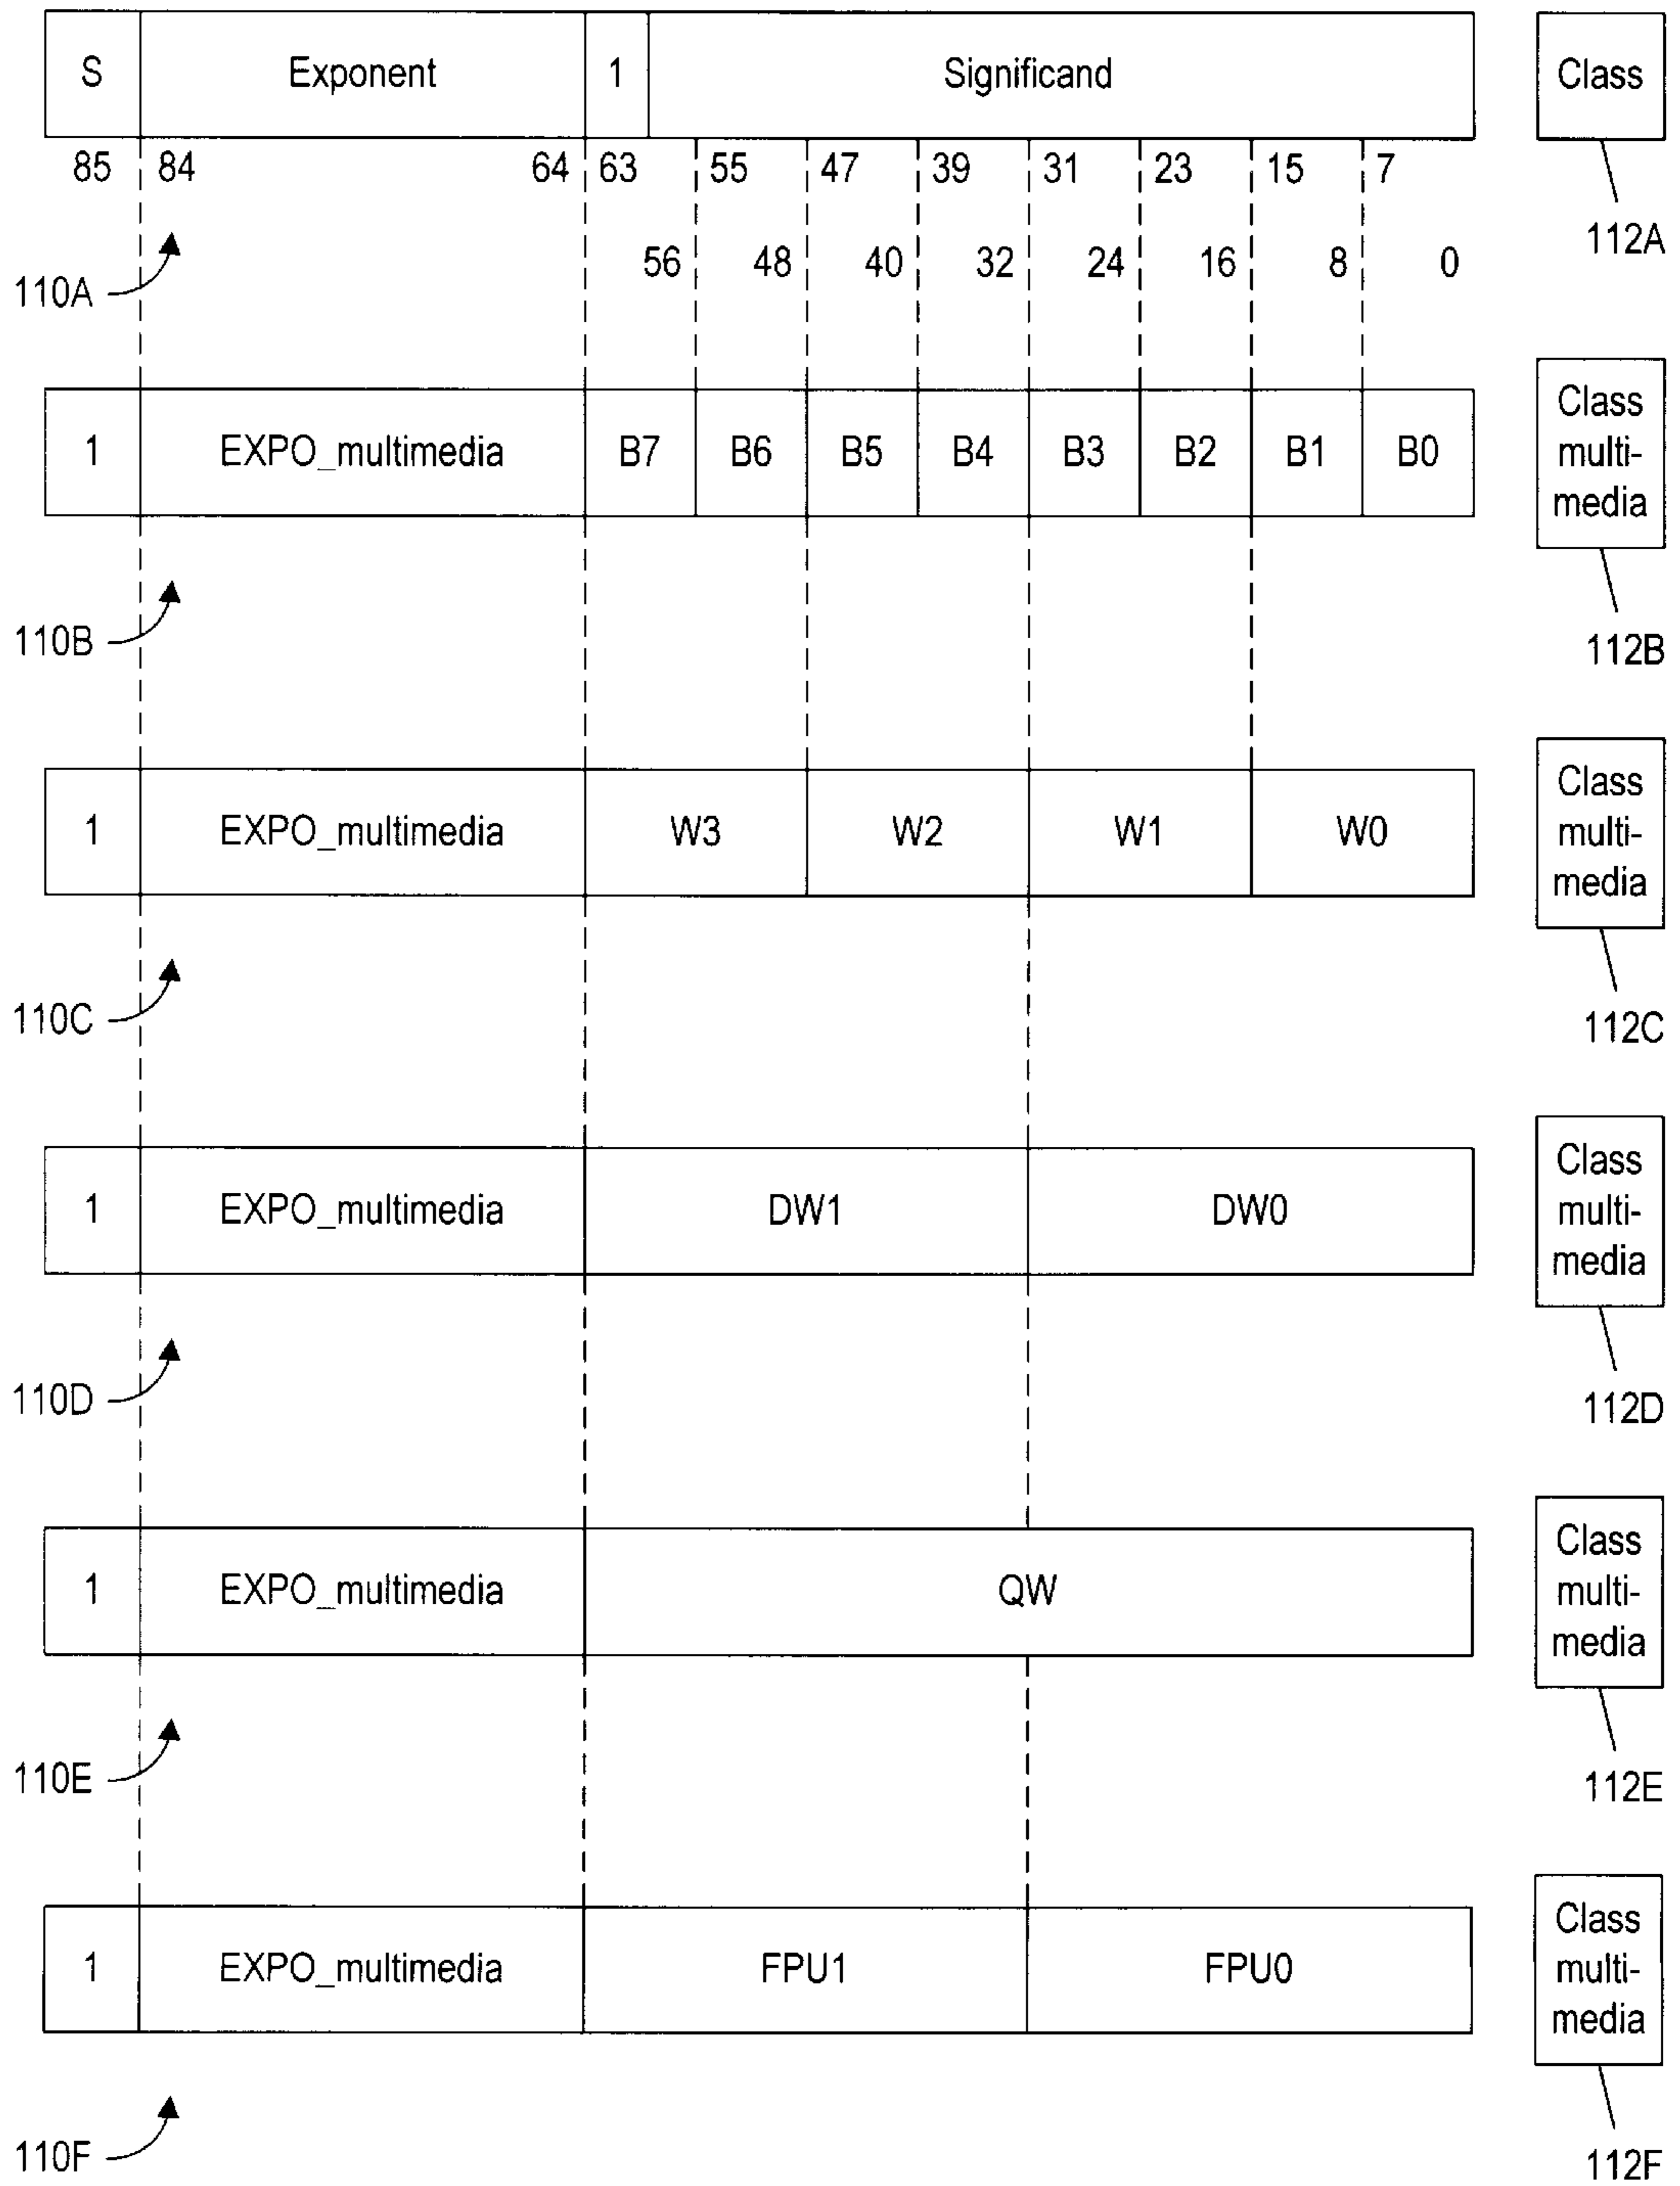 S Exponent 1 Significand Class
85 84 64 63 55 47 39 31 23 15 7
56 48 40 32 24 16 8 0
110A
112A
1 EXPO_multimedia B7 B6 B5 B4 B3 B2 B1 B0
Class
multi-
media
110B
112B
1 EXPO_multimedia W3 W2 W1 W0
Class
multi-
media
110C
112C
1 EXPO_multimedia DW1 DW0
Class
multi-
media
110D
112D
1 EXPO_multimedia QW
Class
multi-
media
110E
112E
1 EXPO_multimedia FPU1 FPU0
Class
multi-
media
110F
112F